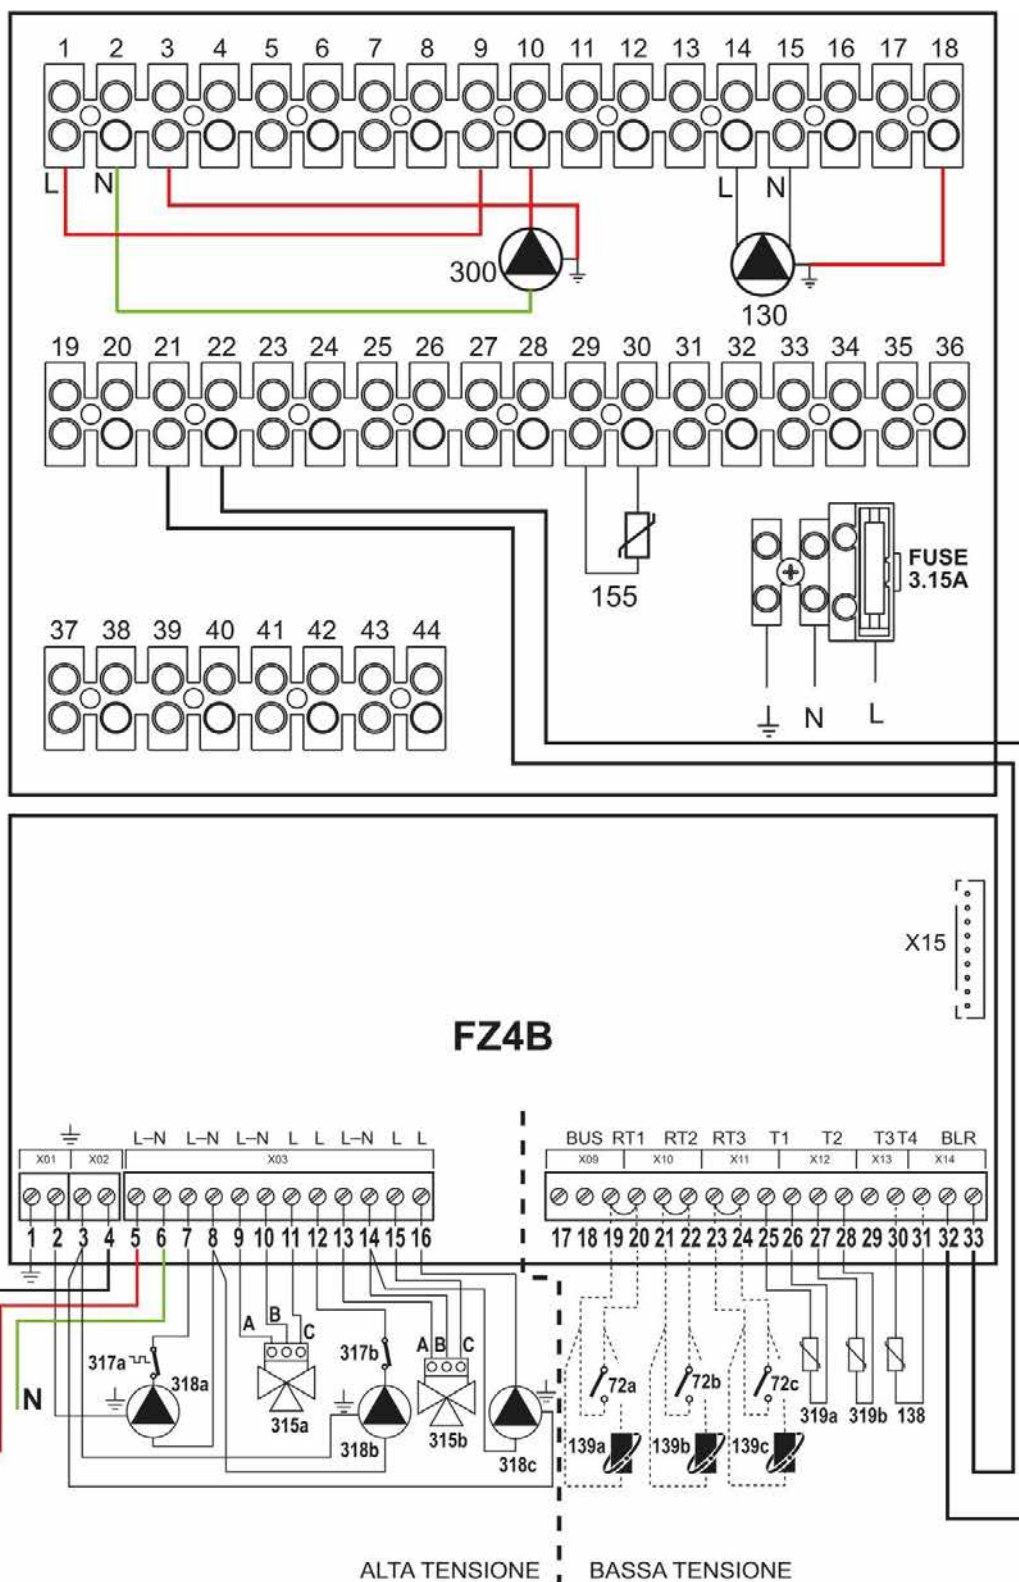 1 2 3 4 5 6 7 8 9 10 11 12 13 14 15 16 17 18
L N L N
300
130
19 20 21 22 23 24 25 26 27 28 29 30 31 32 33 34 35 36
155
FUSE
3.15A
37 38 39 40 41 42 43 44
N L
X15
FZ4B
L–N L–N L–N L L L–N L L
BUS RT1 RT2 RT3 T1 T2 T3 T4 BLR
X01 X02 X03 X09 X10 X11 X12 X13 X14
1 2 3 4 5 6 7 8 9 10 11 12 13 14 15 16
17 18 19 20 21 22 23 24 25 26 27 28 29 30 31 32 33
A B C
A B C
317a
318a
N
315a
317b
318b
315b
318c
72a
72b
72c
319a
319b
138
139a
139b
139c
ALTA TENSIONE
BASSA TENSIONE